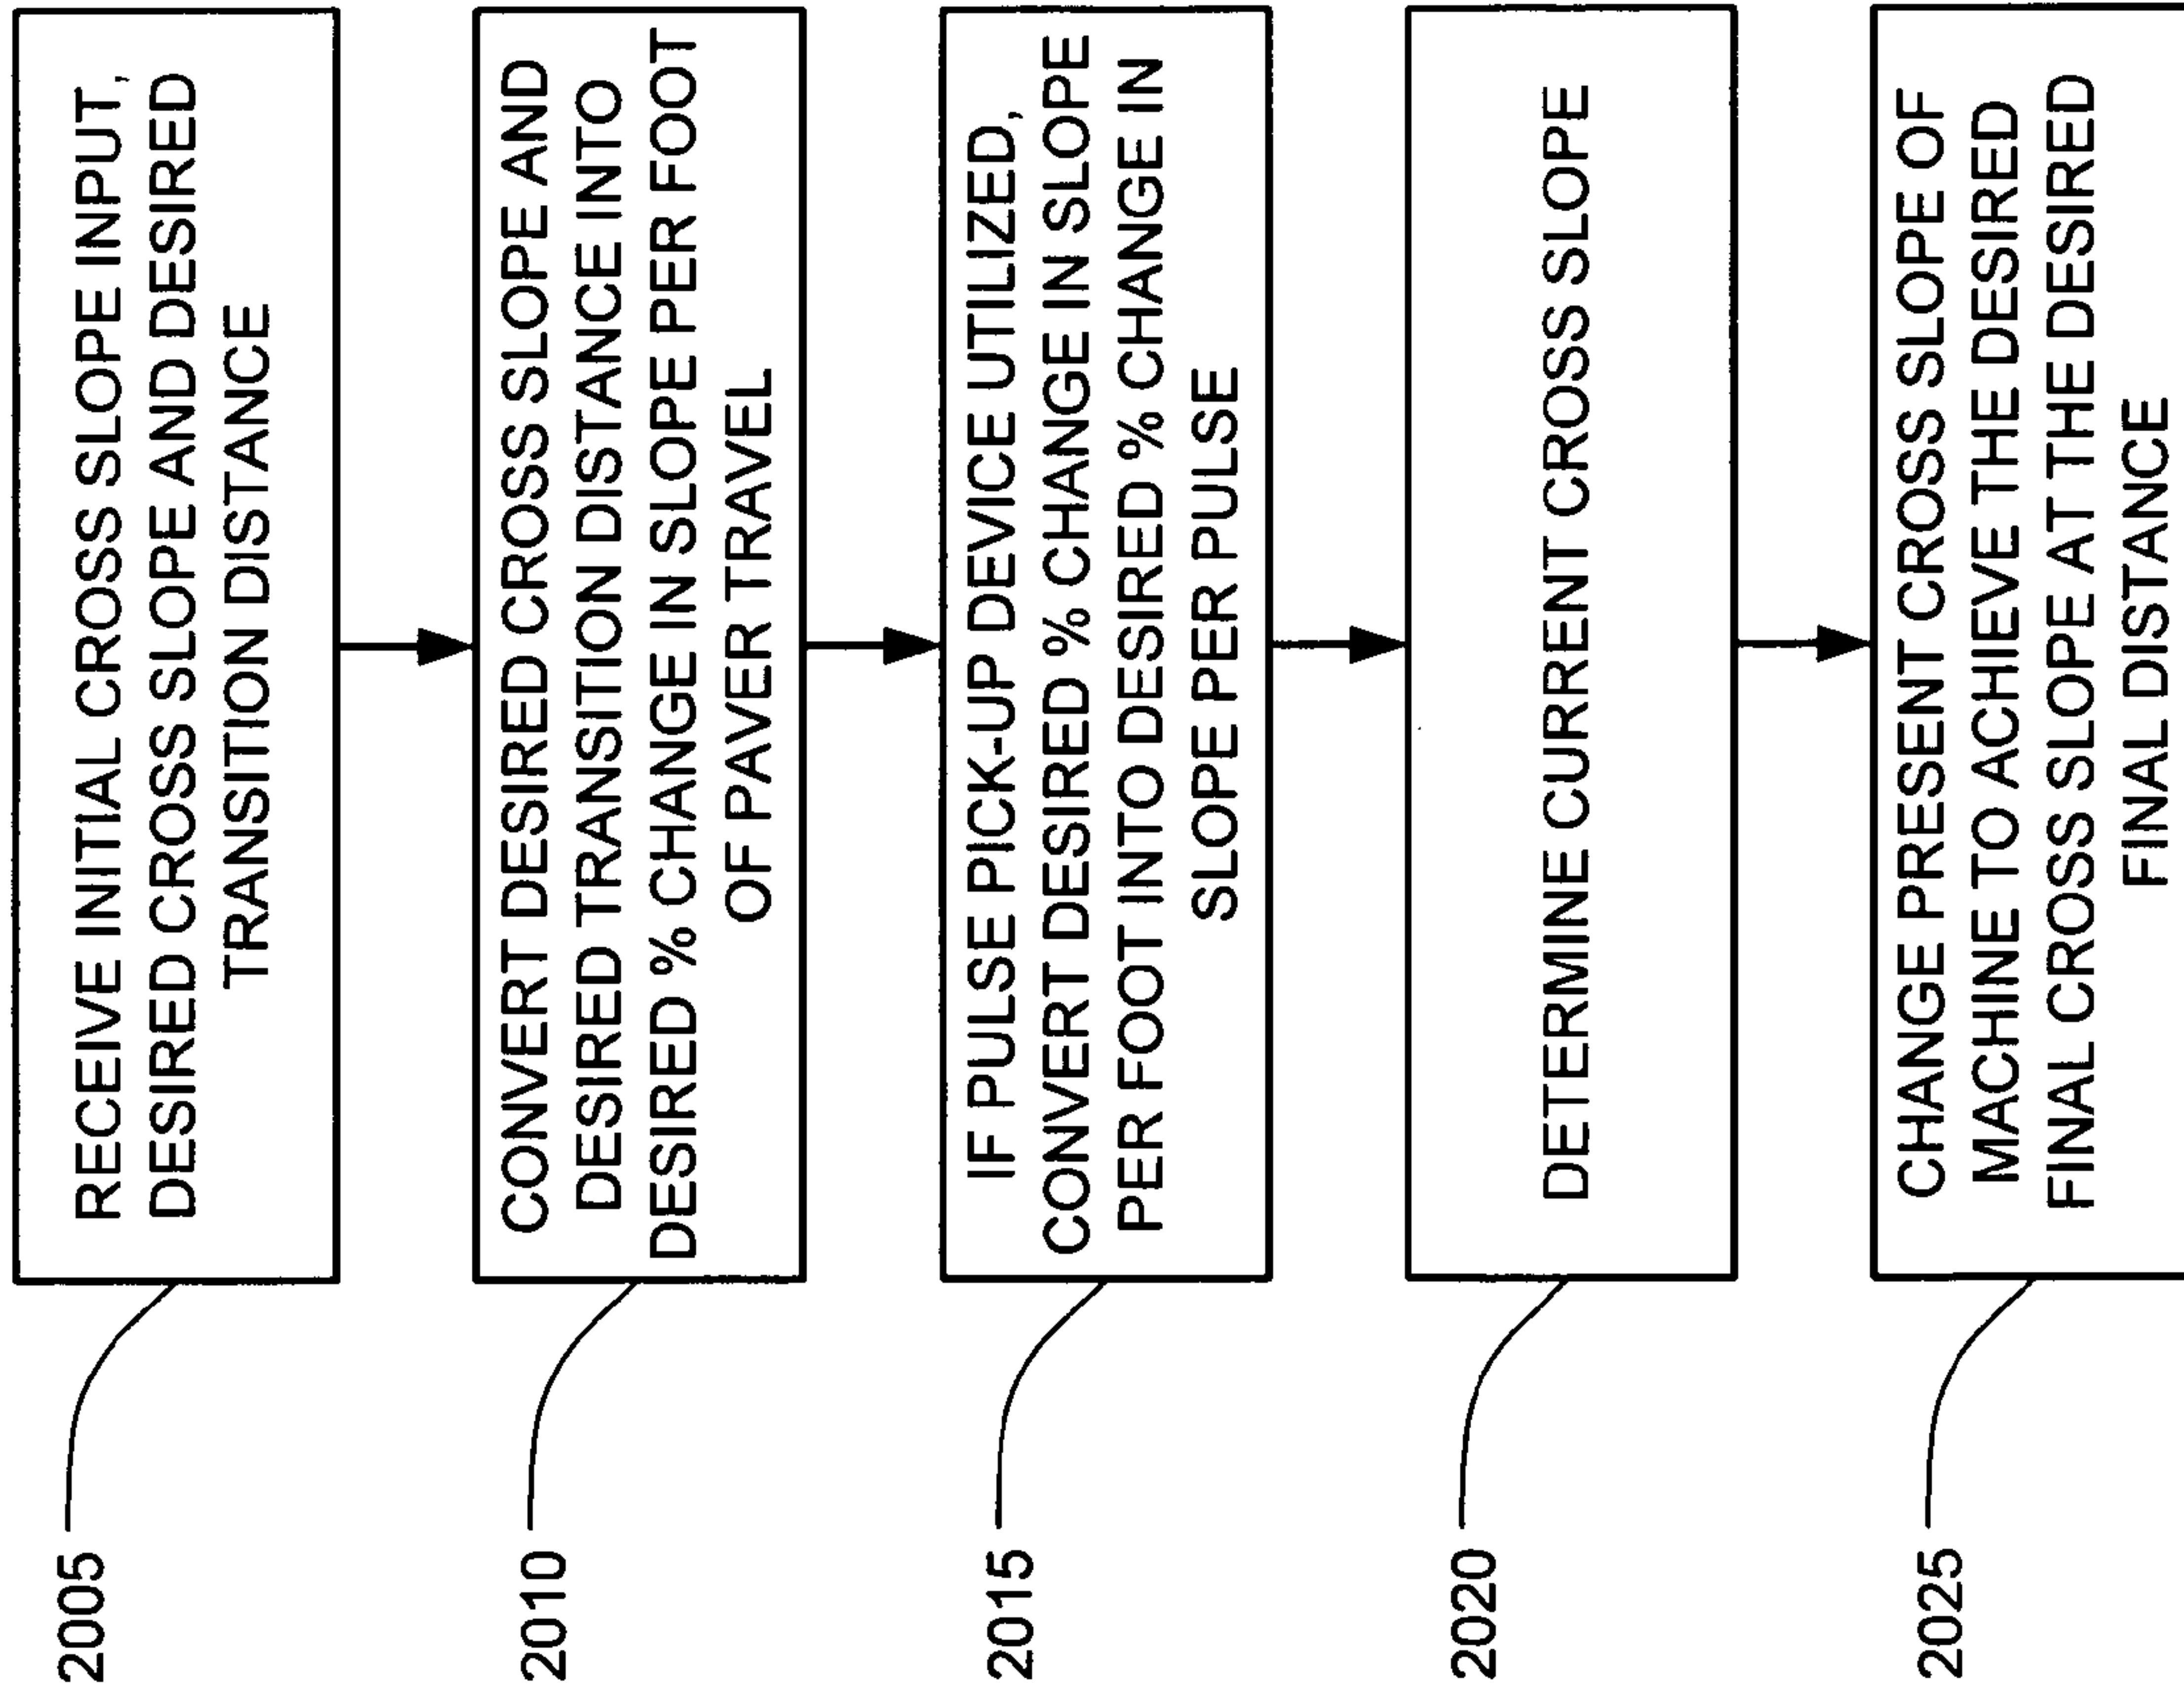 2005
RECEIVE INITIAL CROSS SLOPE INPUT,
DESIRED CROSS SLOPE AND DESIRED
TRANSITION DISTANCE
2010
CONVERT DESIRED CROSS SLOPE AND
DESIRED TRANSITION DISTANCE INTO
DESIRED % CHANGE IN SLOPE PER FOOT
OF PAVER TRAVEL
2015
IF PULSE PICK-UP DEVICE UTILIZED,
CONVERT DESIRED % CHANGE IN SLOPE
PER FOOT INTO DESIRED % CHANGE IN
SLOPE PER PULSE
2020
DETERMINE CURRENT CROSS SLOPE
2025
CHANGE PRESENT CROSS SLOPE OF
MACHINE TO ACHIEVE THE DESIRED
FINAL CROSS SLOPE AT THE DESIRED
FINAL DISTANCE